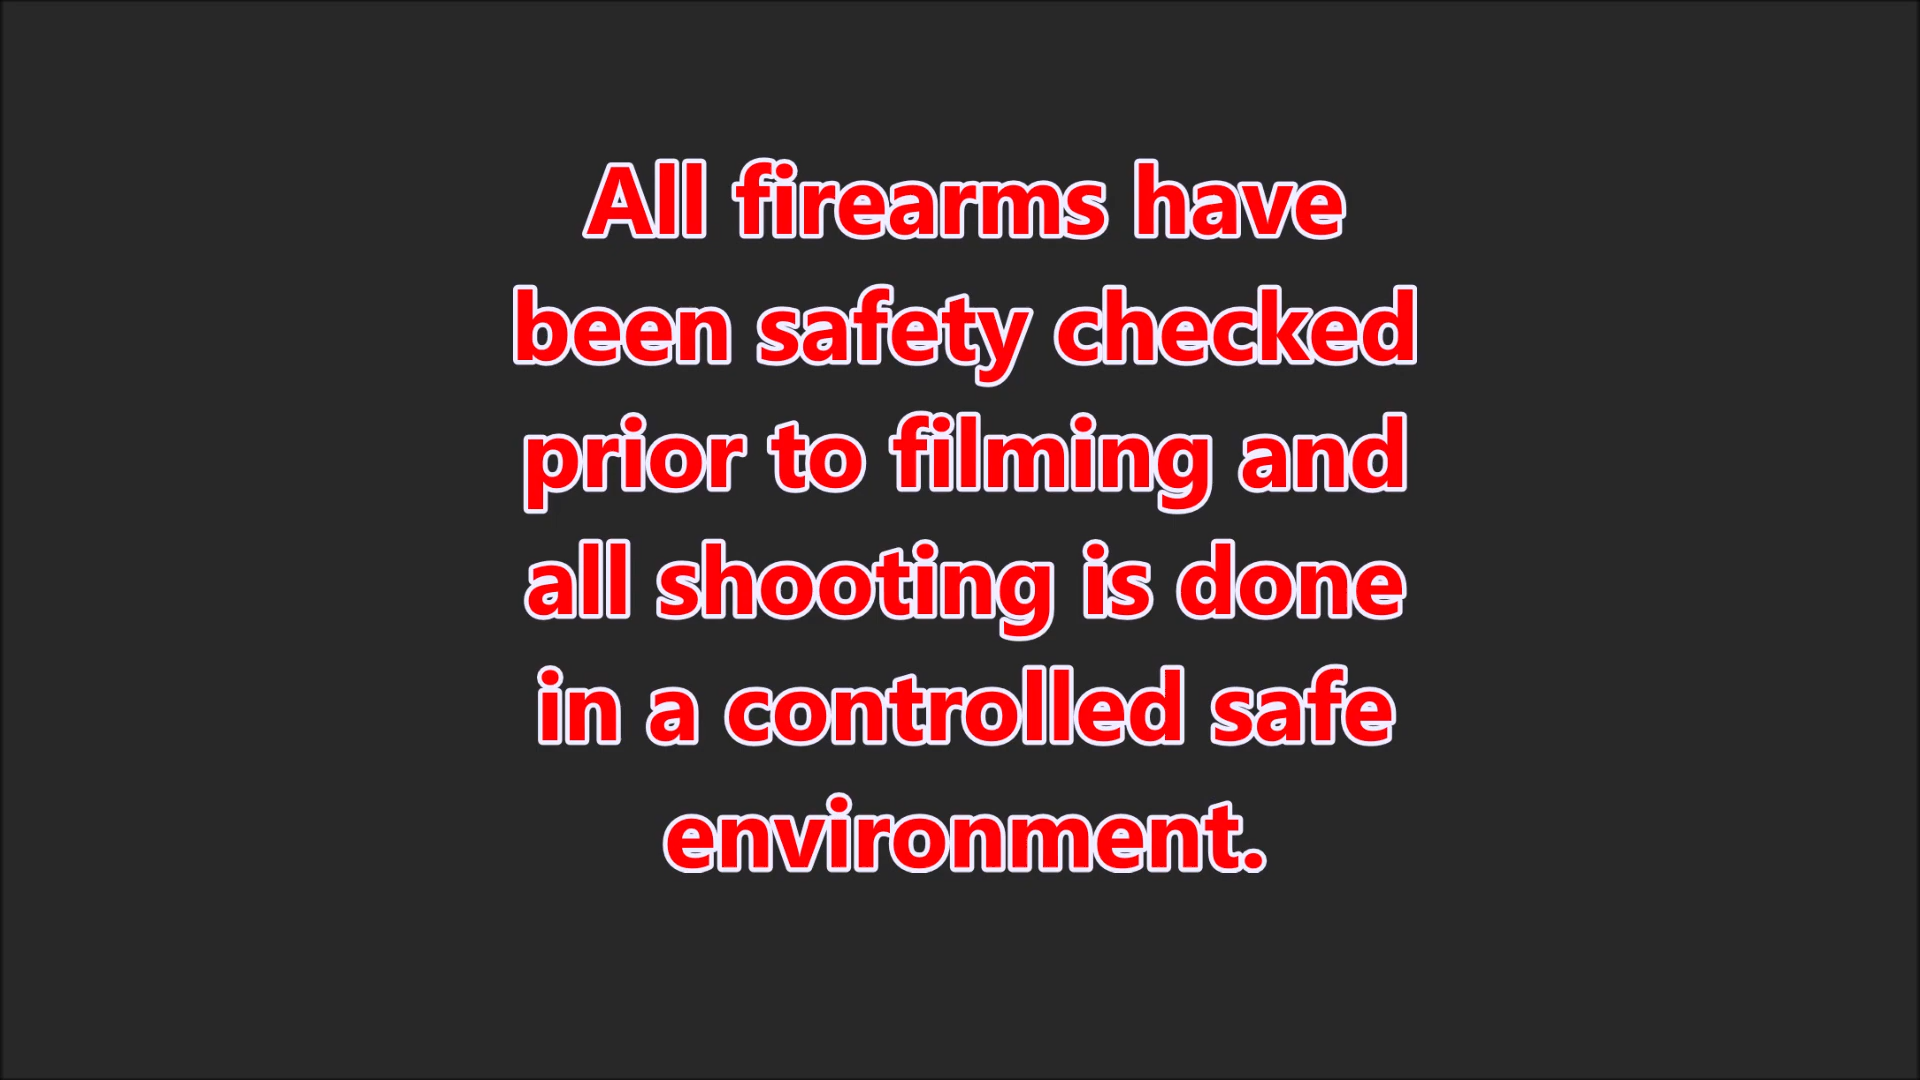 All firearms have
been safety checked
prior to filming and
all shooting is done
in a controlled safe
environment.